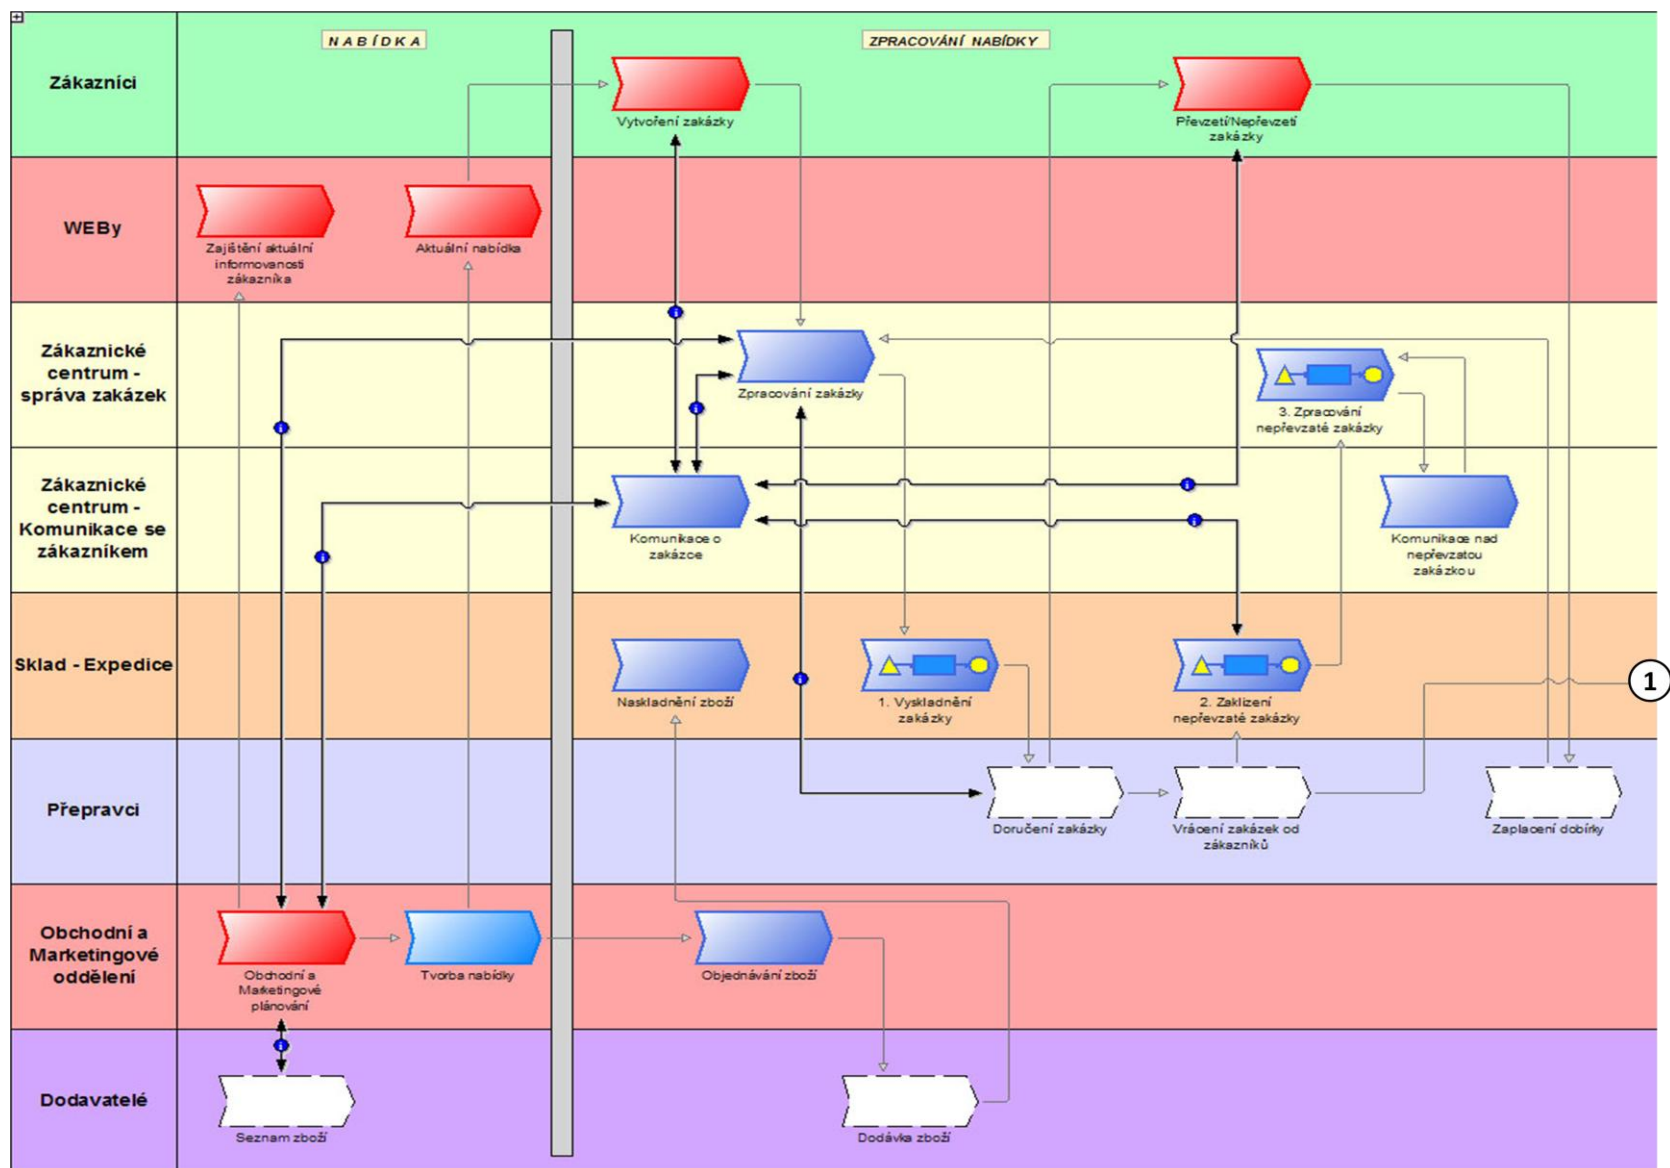 N A B Í D K A
ZPRACOVÁNÍ NABÍDKY
Zákazníci
Vytvoření zakázky
Převzetí/Nepřevzetí
zakázky
WEBy
Zajištění aktuální
informovanosti
zákazníka
Aktuální nabídka
Zákaznické
centrum -
správa zakázek
Zpracování zakázky
3. Zpracování
nepřevzaté zakázky
Zákaznické
centrum -
Komunikace se
zákazníkem
Komunikace o
zakázce
Komunikace nad
nepřevzatou
zakázkou
Sklad - Expedice
Naskladnění zboží
1. Vyskladnění
zakázky
2. Zaklizení
nepřevzaté zakázky
1
Přepravci
Doručení zakázky
Vrácení zakázek od
zákazníků
Zaplacení dobírky
Obchodní a
Marketingové
oddělení
Obchodní a
Marketingové
plánování
Tvorba nabídky
Objednávání zboží
Dodavatelé
Seznam zboží
Dodávka zboží